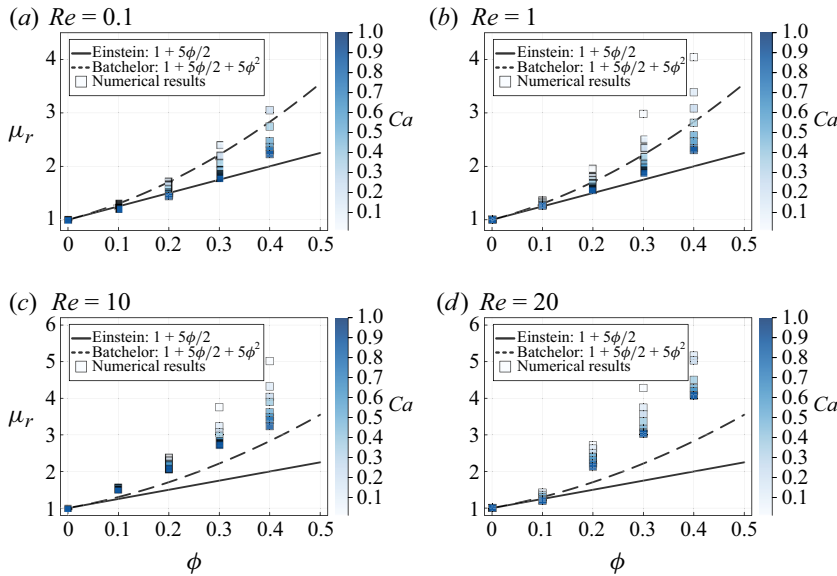 (a) Re = 0.1
(b) Re = 1
4
3
2
1
μr
Einstein: 1 + 5ϕ/2
Batchelor: 1 + 5ϕ/2 + 5ϕ²
Numerical results
0 0.1 0.2 0.3 0.4 0.5
1.0
0.9
0.8
0.7
0.6
0.5
0.4
0.3
0.2
0.1
4
3
2
1
Einstein: 1 + 5ϕ/2
Batchelor: 1 + 5ϕ/2 + 5ϕ²
Numerical results
0 0.1 0.2 0.3 0.4 0.5
Ca
1.0
0.9
0.8
0.7
0.6
0.5
0.4
0.3
0.2
0.1
Ca
(c) Re = 10
(d) Re = 20
6
5
4
3
2
1
μr
Einstein: 1 + 5ϕ/2
Batchelor: 1 + 5ϕ/2 + 5ϕ²
Numerical results
0 0.1 0.2 0.3 0.4 0.5
ϕ
1.0
0.9
0.8
0.7
0.6
0.5
0.4
0.3
0.2
0.1
Ca
6
5
4
3
2
1
Einstein: 1 + 5ϕ/2
Batchelor: 1 + 5ϕ/2 + 5ϕ²
Numerical results
0 0.1 0.2 0.3 0.4 0.5
ϕ
1.0
0.9
0.8
0.7
0.6
0.5
0.4
0.3
0.2
0.1
Ca